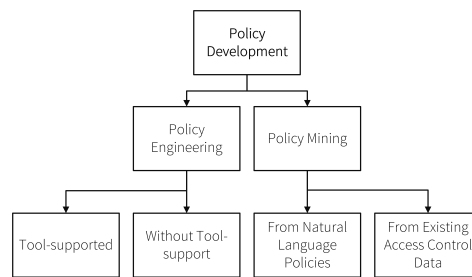 Policy
Development
Policy
Engineering
Policy Mining
Tool-supported
Without Tool-
support
From Natural
Language
Policies
From Existing
Access Control
Data